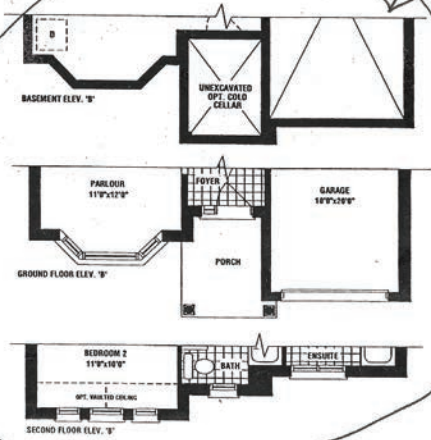 B
UNEXCAVATED
OPT. COLD
CELLAR
BASEMENT ELEV. 'B'
PARLOUR
11'0"x12'0"
FOYER
GARAGE
10'0"x20'0"
PORCH
GROUND FLOOR ELEV. 'B'
BEDROOM 2
11'0"x10'0"
BATH
ENSUITE
OPT. VAULTED CEILING
SECOND FLOOR ELEV. 'B'